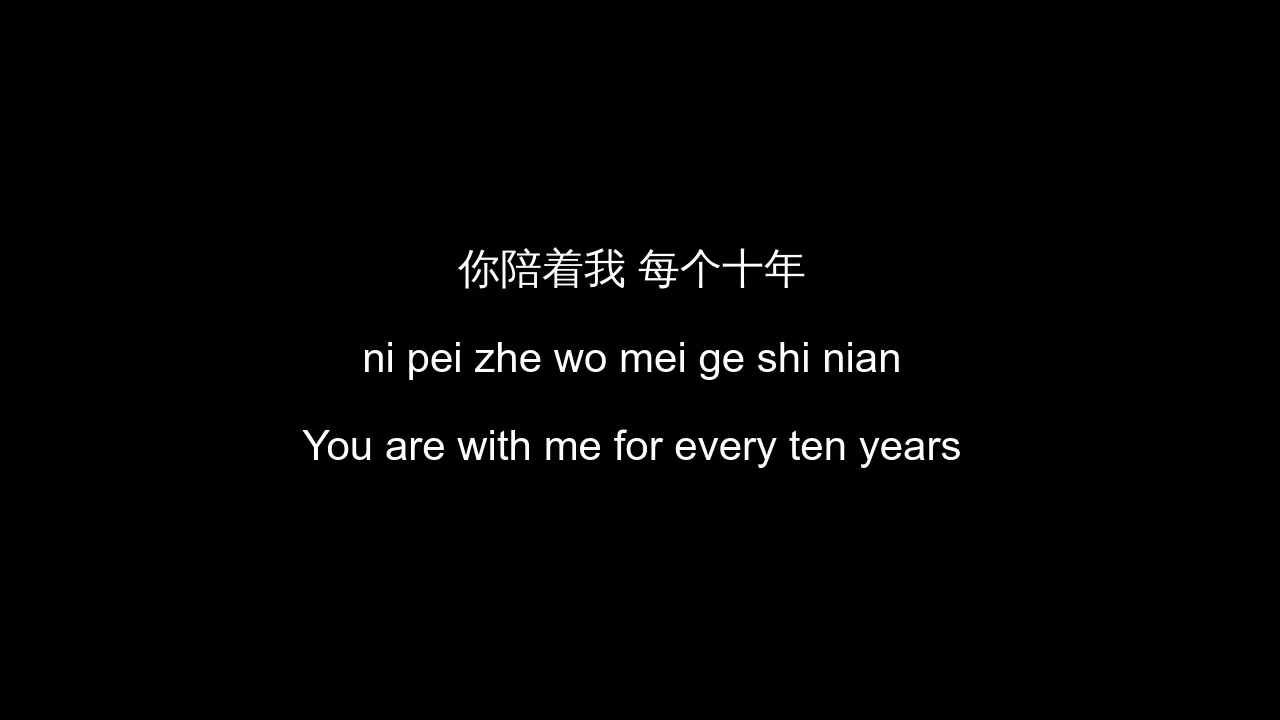 你陪着我 每个十年
ni pei zhe wo mei ge shi nian
You are with me for every ten years